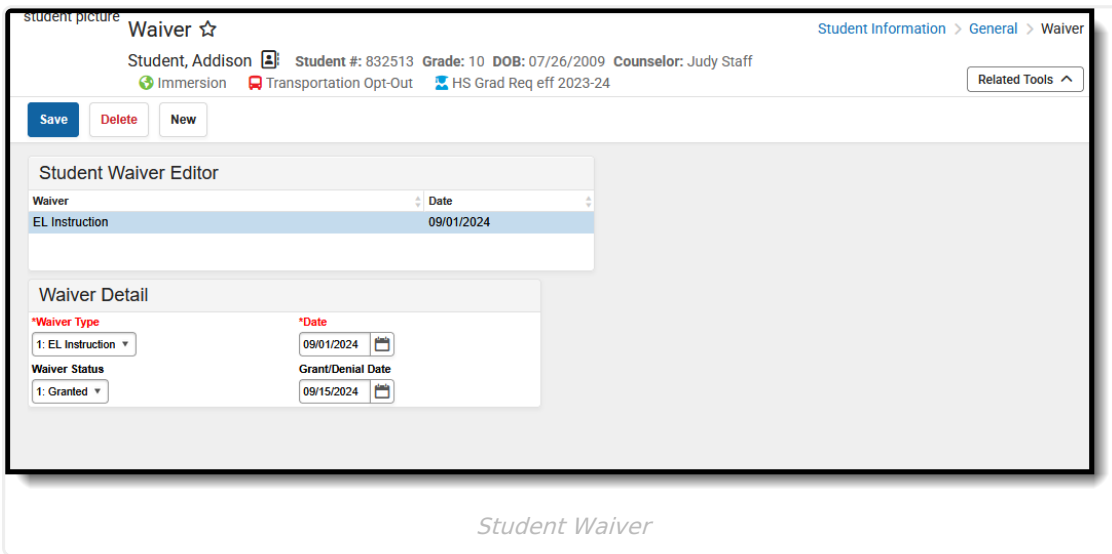 student picture
Waiver
Student Information > General > Waiver
Student, Addison Student #: 832513 Grade: 10 DOB: 07/26/2009 Counselor: Judy Staff
Immersion Transportation Opt-Out HS Grad Req eff 2023-24
Related Tools
Save Delete New
Student Waiver Editor
Waiver Date
EL Instruction 09/01/2024
Waiver Detail
*Waiver Type *Date
1: EL Instruction 09/01/2024
Waiver Status Grant/Denial Date
1: Granted 09/15/2024
Student Waiver